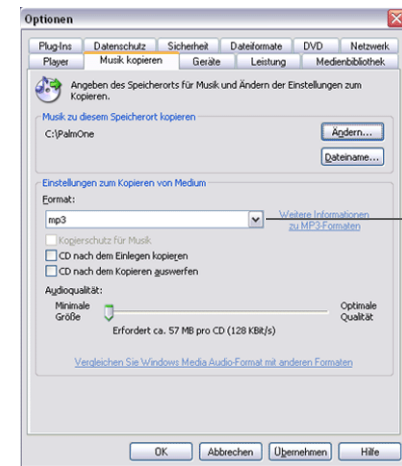 Optionen
Plug-Ins Datenschutz Sicherheit Dateiformate DVD Netzwerk
Player Musik kopieren Geräte Leistung Medienbibliothek
Angeben des Speicherorts für Musik und Ändern der Einstellungen zum
Kopieren.
Musik zu diesem Speicherort kopieren
C:\PalmOne
Ändern...
Dateiname...
Einstellungen zum Kopieren von Medium
Format:
mp3
Weitere Informationen
zu MP3-Formaten
Kopierschutz für Musik
CD nach dem Einlegen kopieren
CD nach dem Kopieren auswerfen
Audioqualität:
Minimale
Größe
Optimale
Qualität
Erfordert ca. 57 MB pro CD (128 KBit/s)
Vergleichen Sie Windows Media Audio-Format mit anderen Formaten
OK Abbrechen Übernehmen Hilfe